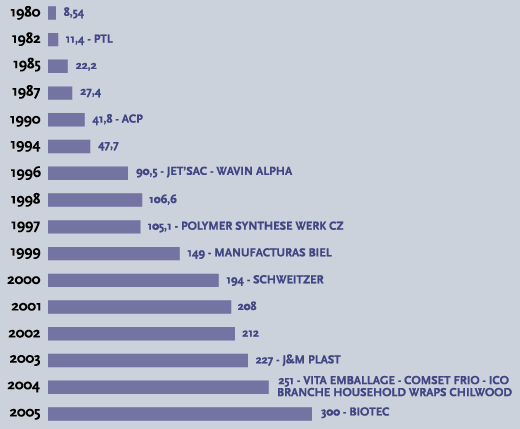 1980 8,54
1982 11,4 - PTL
1985 22,2
1987 27,4
1990 41,8 - ACP
1994 47,7
1996 90,5 - JET'SAC - WAVIN ALPHA
1998 106,6
1997 105,1 - POLYMER SYNTHESE WERK CZ
1999 149 - MANUFACTURAS BIEL
2000 194 - SCHWEITZER
2001 208
2002 212
2003 227 - J&M PLAST
2004 251 - VITA EMBALLAGE - COMSET FRIO - ICO
BRANCHE HOUSEHOLD WRAPS CHILWOOD
2005 300 - BIOTEC